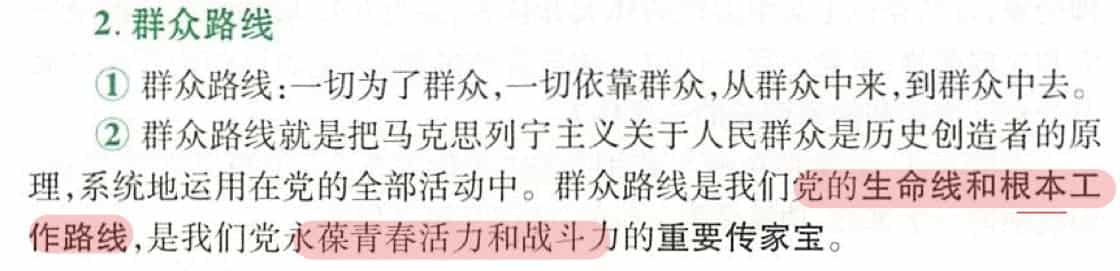 2. 群众路线
① 群众路线:一切为了群众,一切依靠群众,从群众中来,到群众中去。
② 群众路线就是把马克思列宁主义关于人民群众是历史创造者的原
理,系统地运用在党的全部活动中。群众路线是我们党的生命线和根本工
作路线,是我们党永葆青春活力和战斗力的重要传家宝。